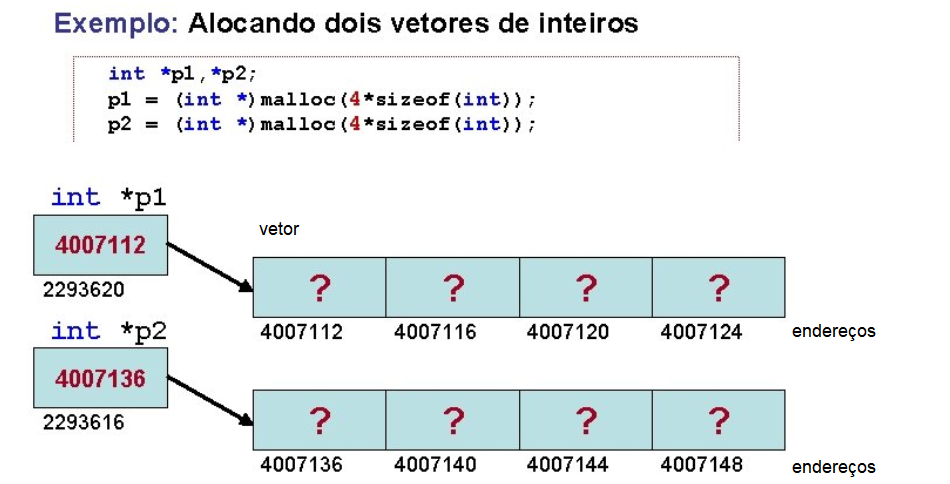 Exemplo: Alocando dois vetores de inteiros
int *p1,*p2;
p1 = (int *)malloc(4*sizeof(int));
p2 = (int *)malloc(4*sizeof(int));
int *p1
4007112
2293620
vetor
? ? ? ?
4007112 4007116 4007120 4007124 endereços
int *p2
4007136
2293616
? ? ? ?
4007136 4007140 4007144 4007148 endereços